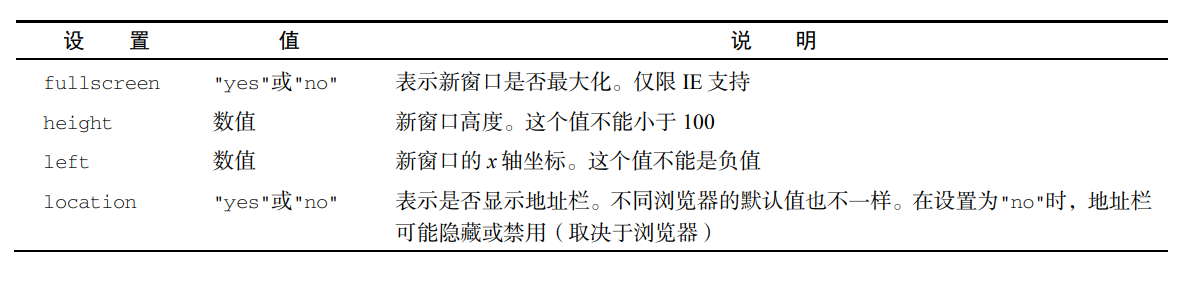 设 置 值 说 明
fullscreen "yes"或"no" 表示新窗口是否最大化。仅限 IE 支持
height 数值 新窗口高度。这个值不能小于 100
left 数值 新窗口的 x 轴坐标。这个值不能是负值
location "yes"或"no" 表示是否显示地址栏。不同浏览器的默认值也不一样。在设置为"no"时，地址栏
可能隐藏或禁用（取决于浏览器）